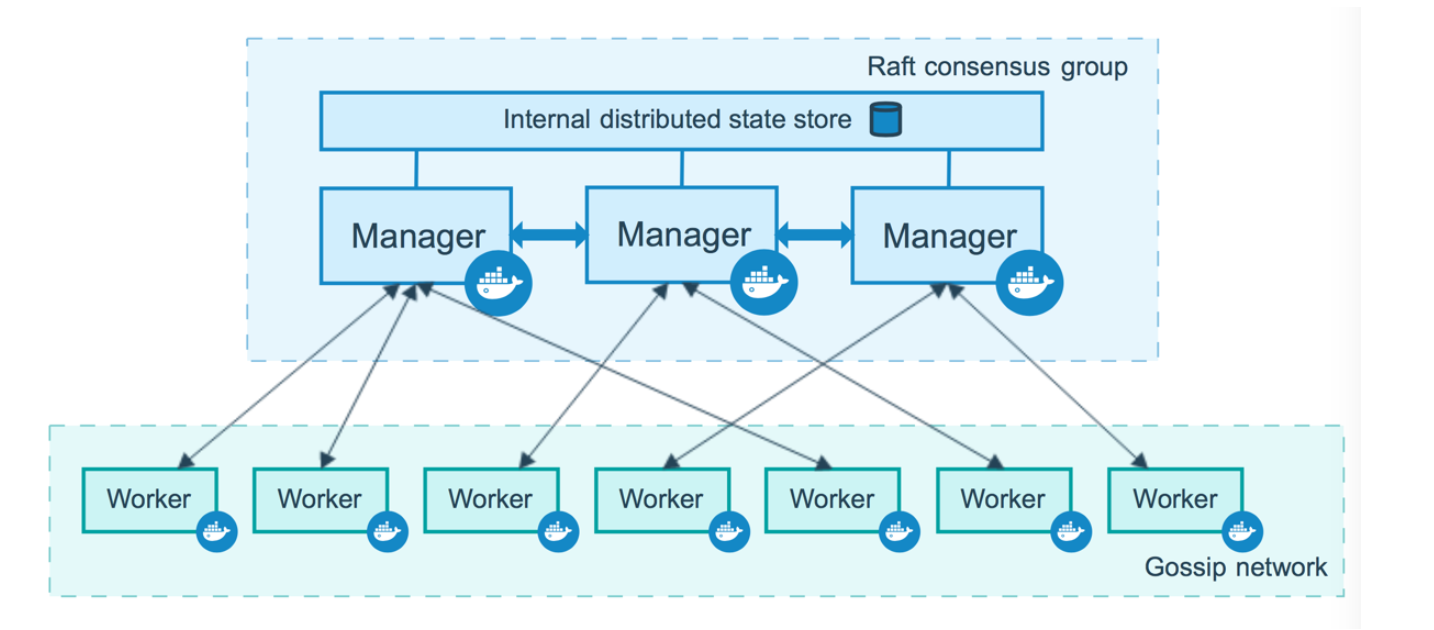 Raft consensus group
Internal distributed state store
Manager
Manager
Manager
Worker
Worker
Worker
Worker
Worker
Worker
Worker
Gossip network